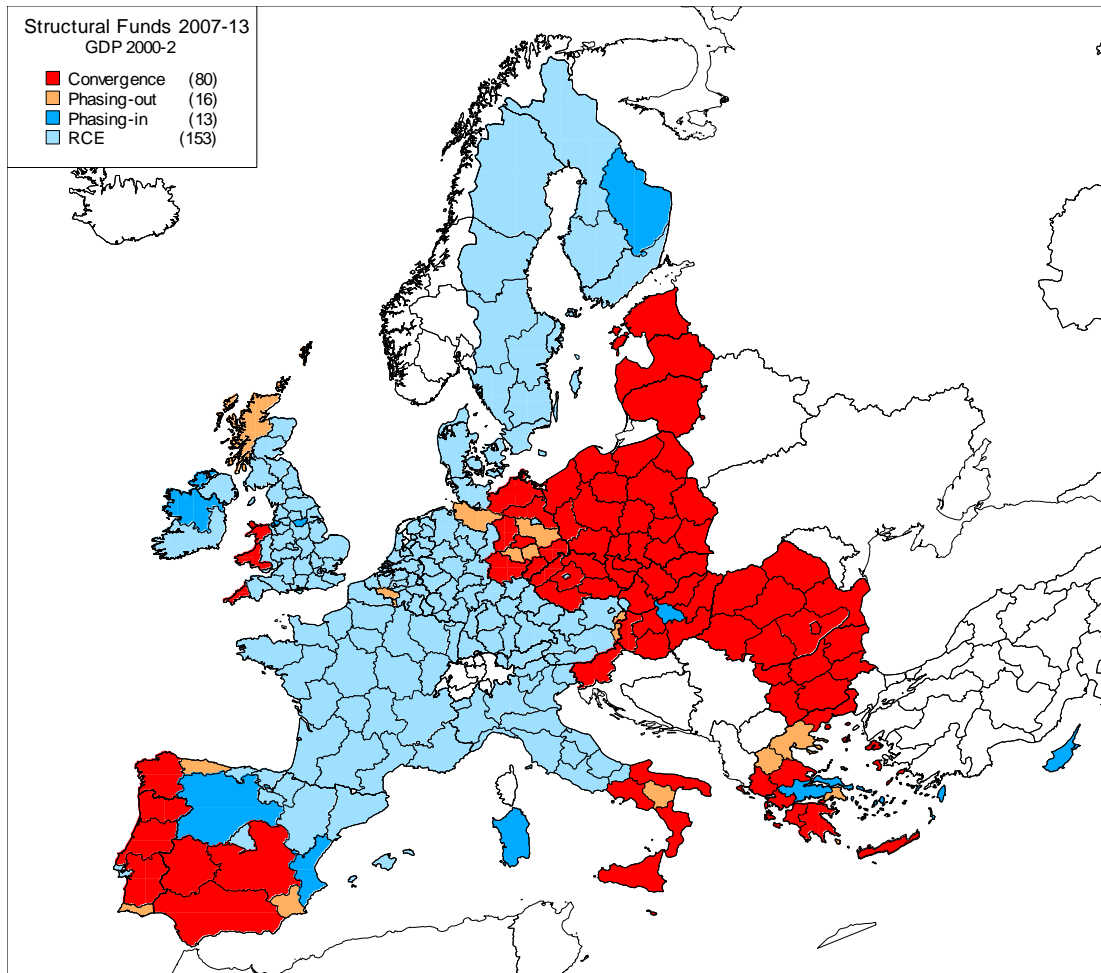 Structural Funds 2007-13
GDP 2000-2
Convergence (80)
Phasing-out (16)
Phasing-in (13)
RCE (153)